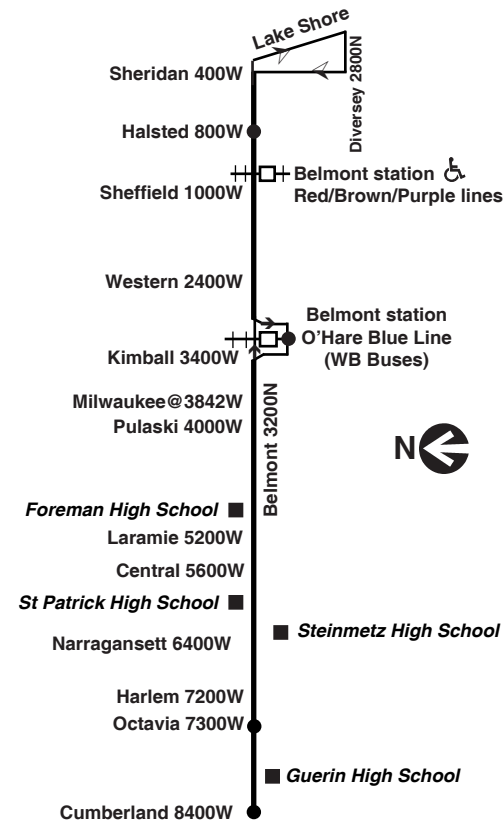 Lake Shore
Sheridan 400W
Diversey 2800N
Halsted 800W
Belmont station
Red/Brown/Purple lines
Sheffield 1000W
Western 2400W
Belmont station
O'Hare Blue Line
(WB Buses)
Kimball 3400W
Belmont 3200N
Milwaukee@3842W
Pulaski 4000W
N
Foreman High School
Laramie 5200W
Central 5600W
St Patrick High School
Steinmetz High School
Narragansett 6400W
Harlem 7200W
Octavia 7300W
Guerin High School
Cumberland 8400W